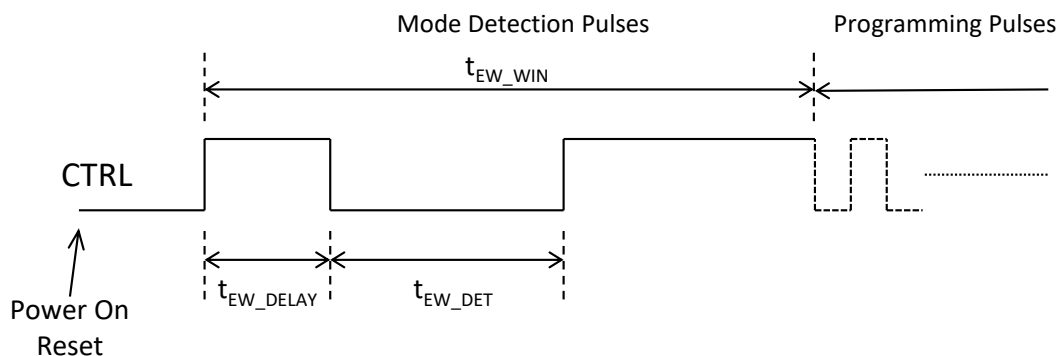 Mode Detection Pulses
Programming Pulses
tEW_WIN
CTRL
tEW_DELAY
tEW_DET
Power On
Reset